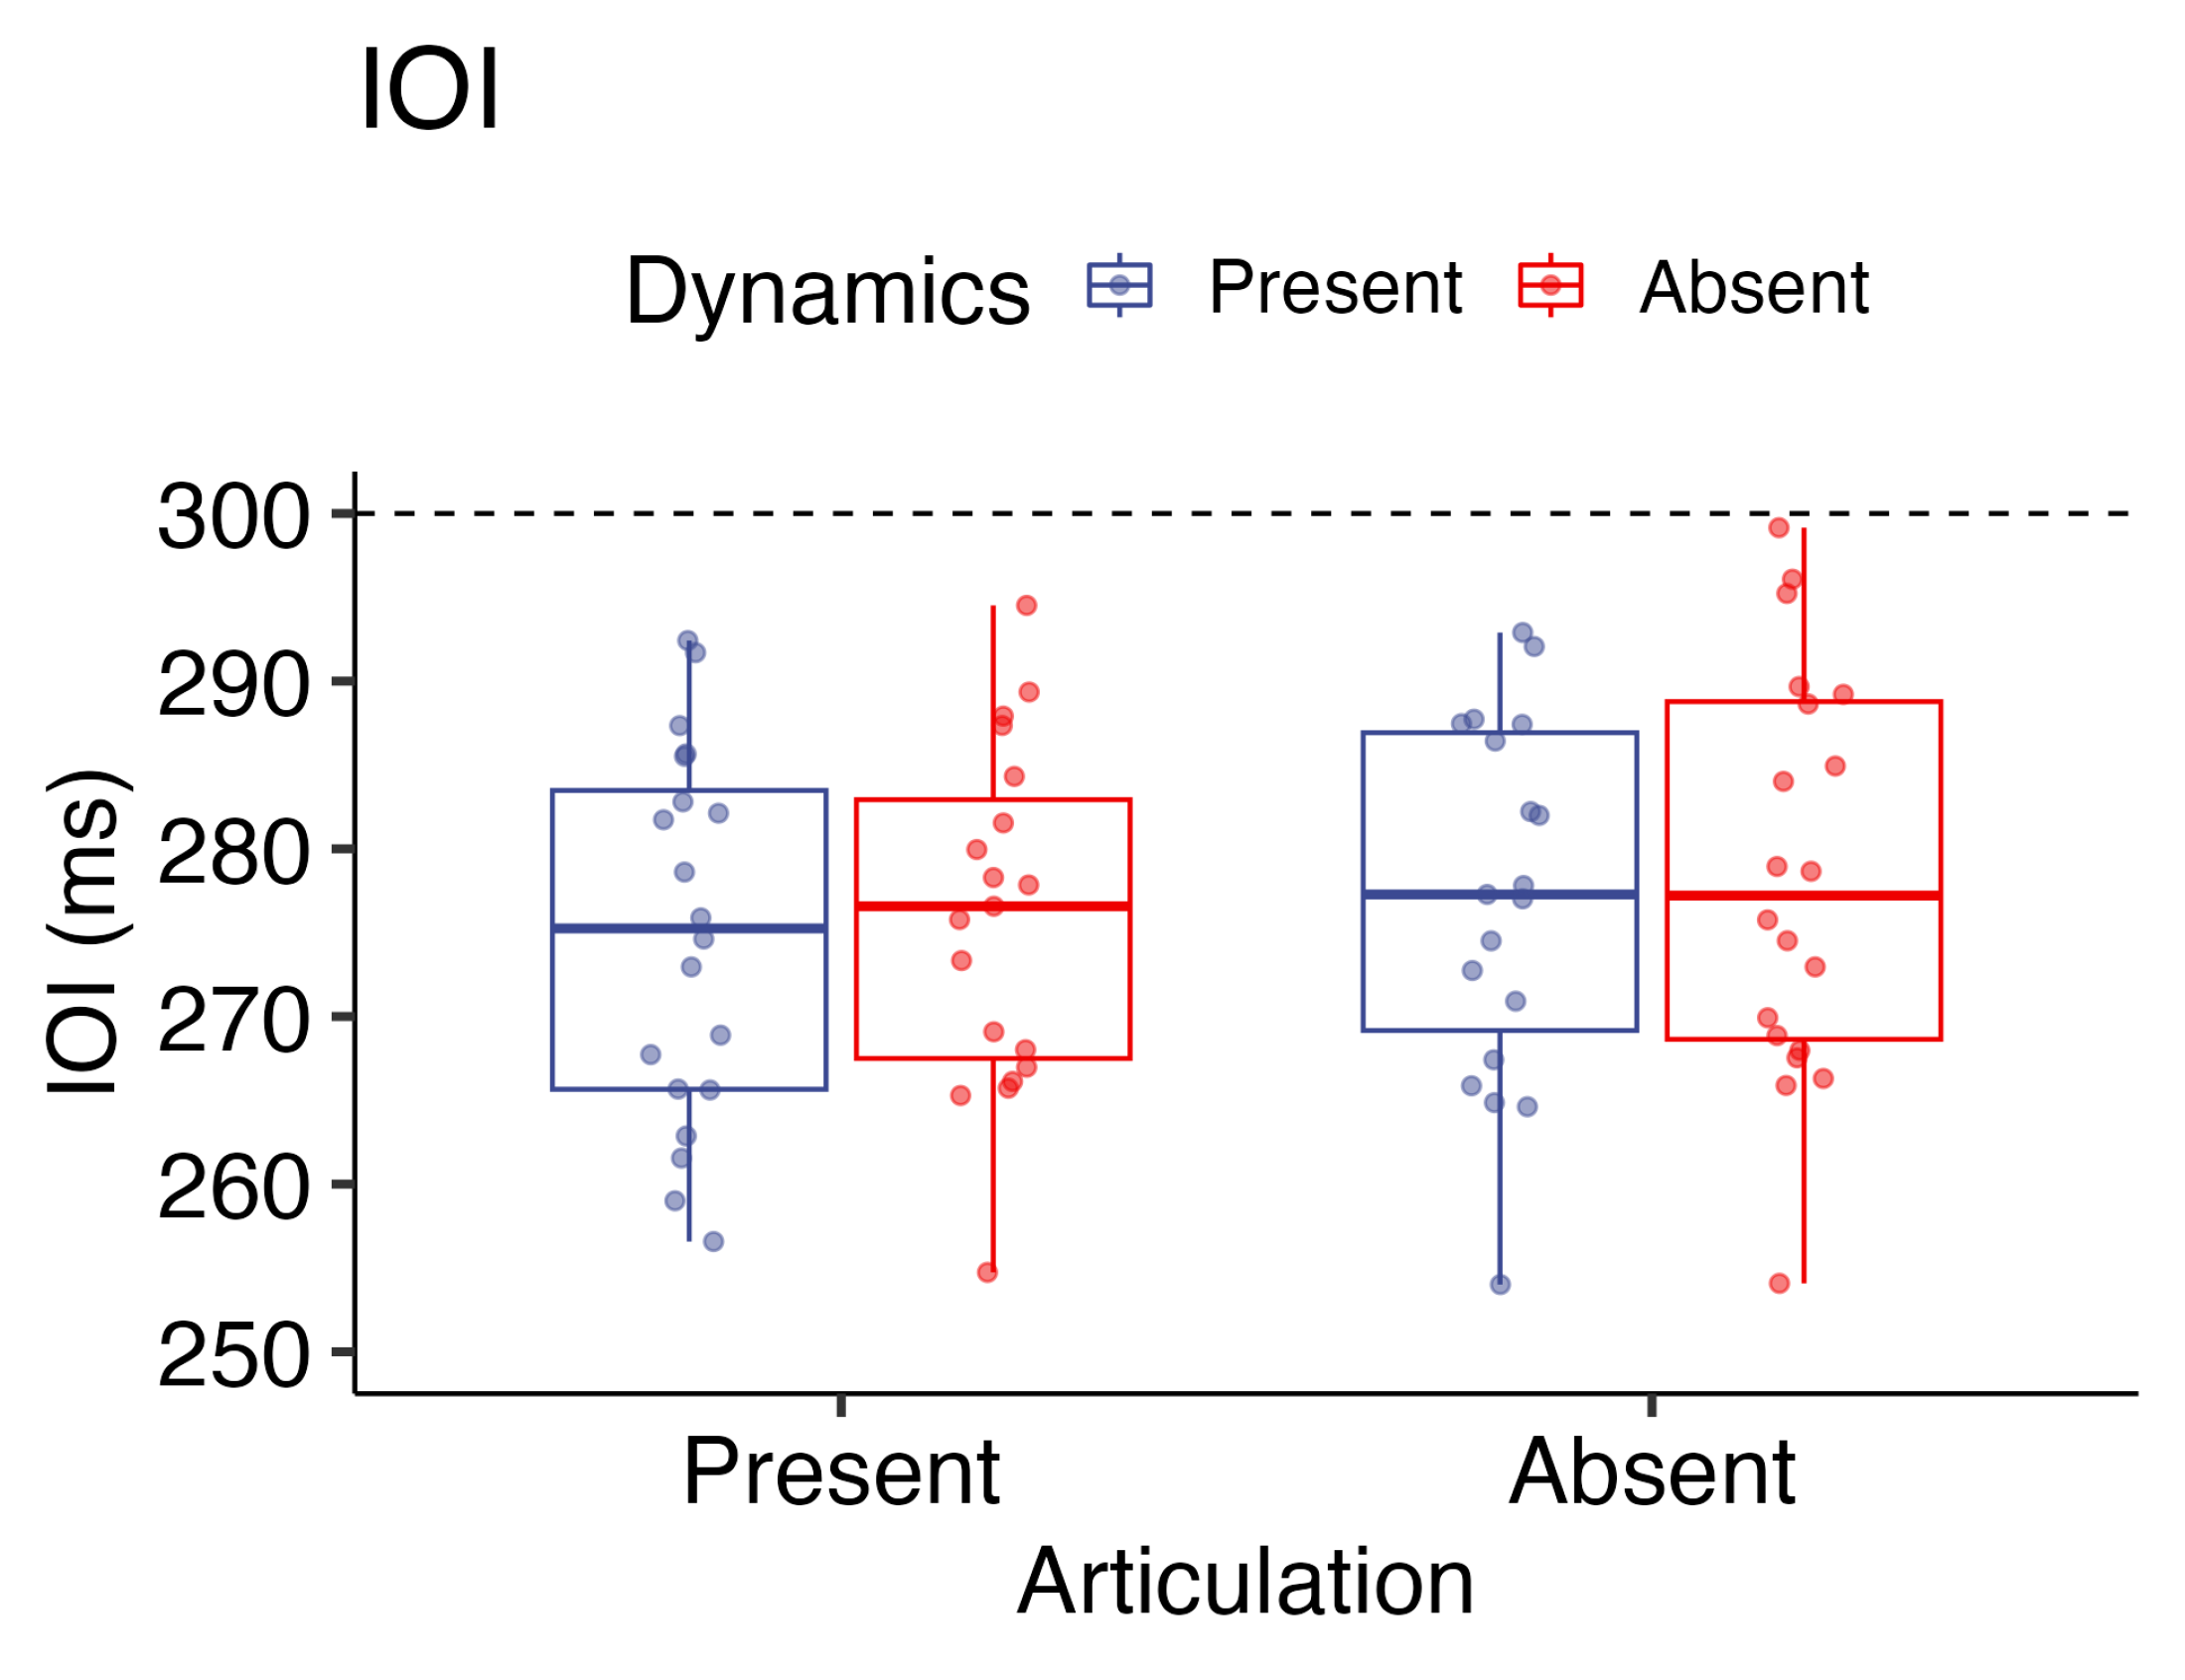 IOI
Dynamics Present Absent
300
290
280
270
260
250
IOI (ms)
Present Absent
Articulation